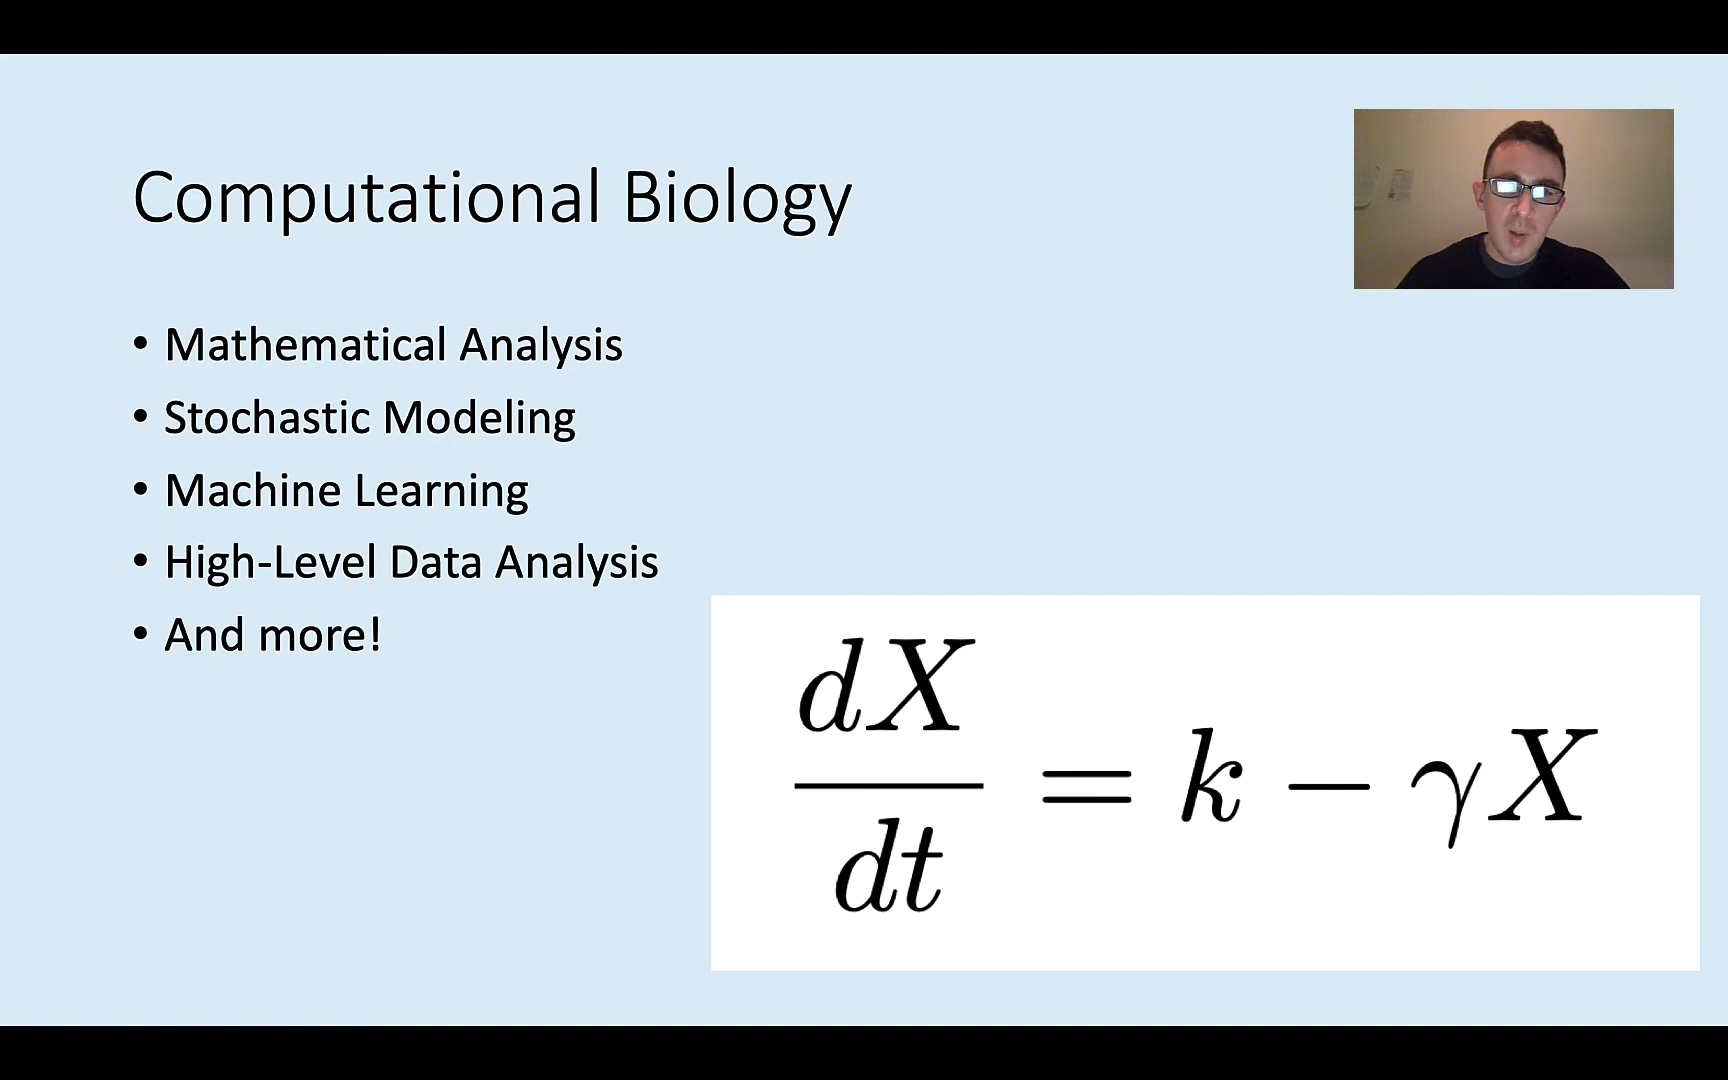 Computational Biology
• Mathematical Analysis
• Stochastic Modeling
• Machine Learning
• High-Level Data Analysis
• And more!
dX/dt = k − γX